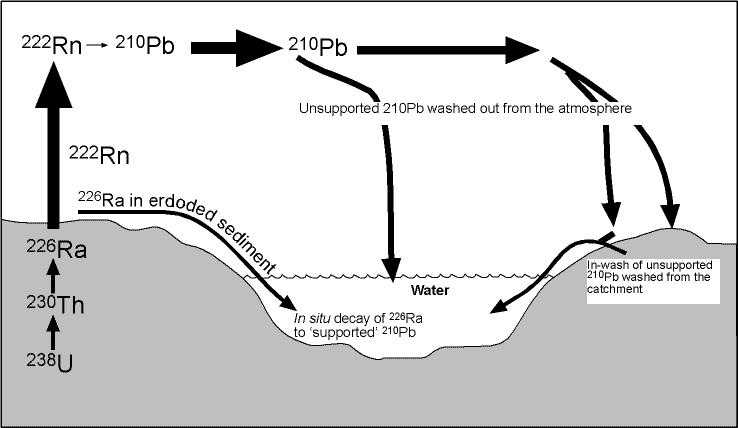 ²²²Rn → ²¹⁰Pb
²¹⁰Pb
Unsupported 210Pb washed out from the atmosphere
²²²Rn
²²⁶Ra in erdoded sediment
²²⁶Ra
²³⁰Th
²³⁸U
Water
In situ decay of ²²⁶Ra
to ‘supported’ ²¹⁰Pb
In-wash of unsupported
²¹⁰Pb washed from the
catchment